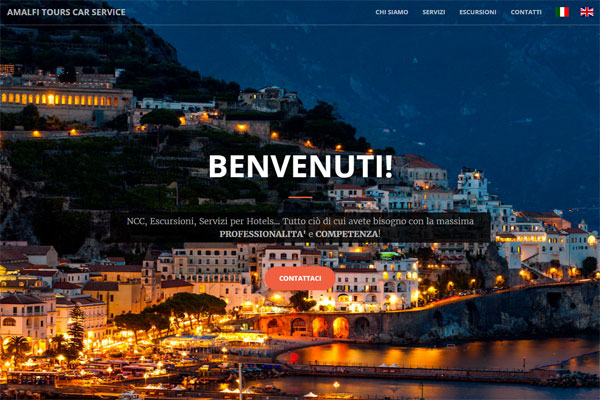 AMALFI TOURS CAR SERVICE
CHI SIAMO SERVIZI ESCURSIONI CONTATTI
BENVENUTI!
NCC, Escursioni, Servizi per Hotels... Tutto ciò di cui avete bisogno con la massima
PROFESSIONALITA' e COMPETENZA!
CONTATTACI